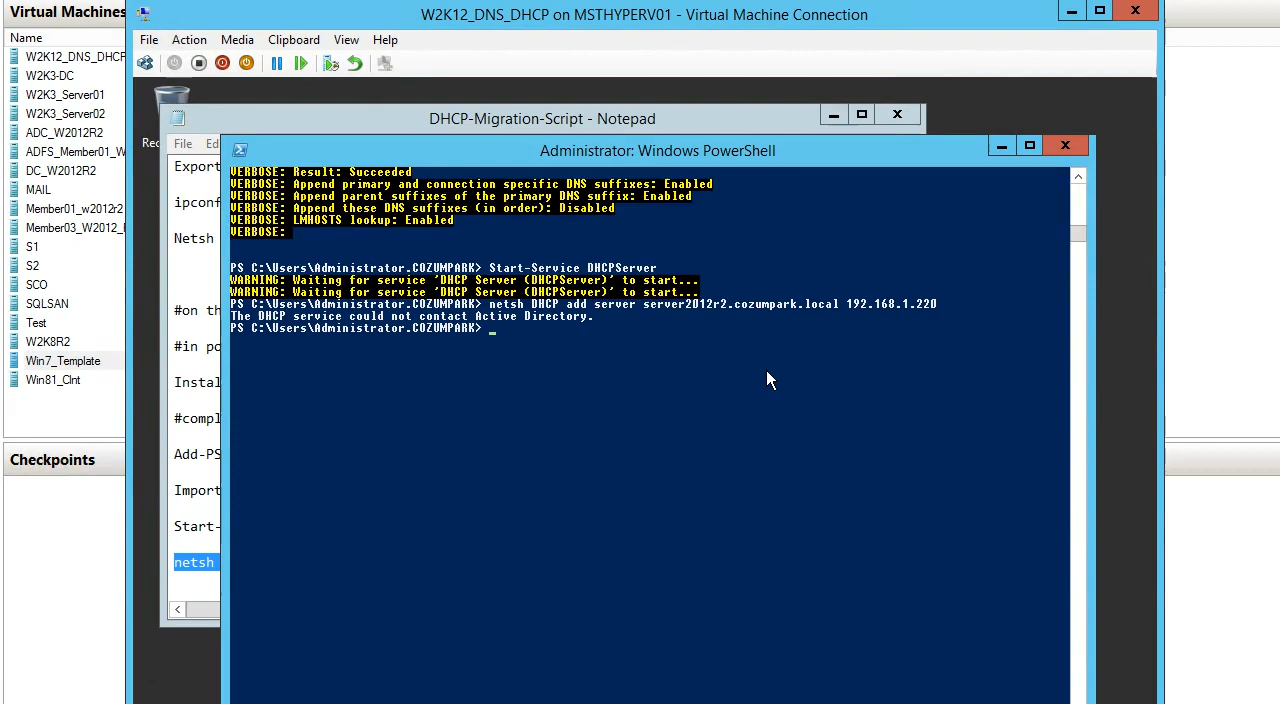 Virtual Machines
Name
W2K12_DNS_DHCP
W2K3-DC
W2K3_Server01
W2K3_Server02
ADC_W2012R2
ADFS_Member01_W
DC_W2012R2
MAIL
Member01_w2012r2
Member03_W2012_
S1
S2
SCO
SQLSAN
Test
W2K8R2
Win7_Template
Win81_Clnt
Checkpoints
W2K12_DNS_DHCP on MSTHYPERV01 - Virtual Machine Connection
File Action Media Clipboard View Help
Rec
DHCP-Migration-Script - Notepad
File Ed
Export
ipconf
Netsh
#on th
#in po
Instal
#compl
Add-PS
Import
Start-
netsh
Administrator: Windows PowerShell
VERBOSE: Result: Succeeded
VERBOSE: Append primary and connection specific DNS suffixes: Enabled
VERBOSE: Append parent suffixes of the primary DNS suffix: Enabled
VERBOSE: Append these DNS suffixes (in order): Disabled
VERBOSE: LMHOSTS lookup: Enabled
VERBOSE:
PS C:\Users\Administrator.COZUMPARK> Start-Service DHCPServer
WARNING: Waiting for service 'DHCP Server (DHCPServer)' to start...
WARNING: Waiting for service 'DHCP Server (DHCPServer)' to start...
PS C:\Users\Administrator.COZUMPARK> netsh DHCP add server server2012r2.cozumpark.local 192.168.1.220
The DHCP service could not contact Active Directory.
PS C:\Users\Administrator.COZUMPARK> _